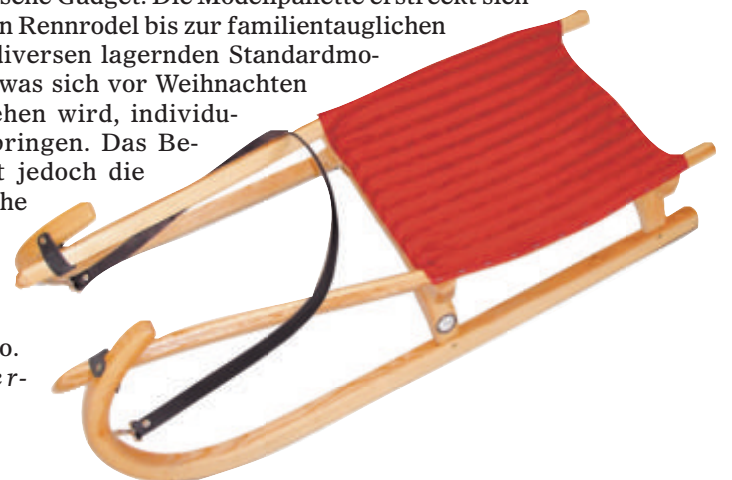 sche Gadget. Die Modellpalette erstreckt sich
n Rennrodel bis zur familientauglichen
diversen lagernden Standardmo-
was sich vor Weihnachten
ehen wird, individu-
bringen. Das Be-
t jedoch die
he
o.
er-